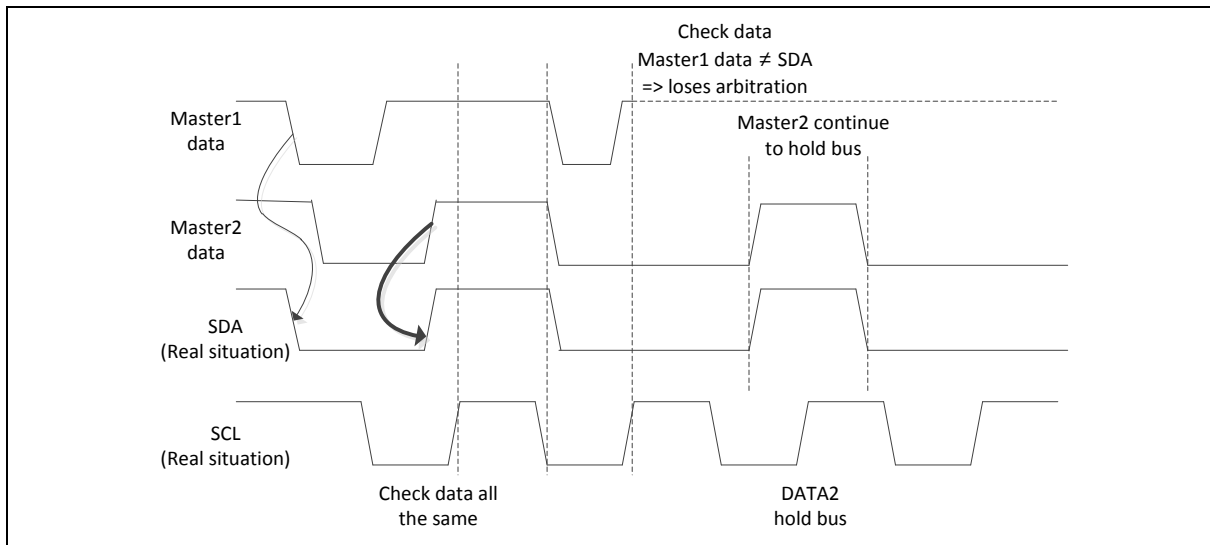 Check data
Master1 data ≠ SDA
=> loses arbitration
Master1
data
Master2 continue
to hold bus
Master2
data
SDA
(Real situation)
SCL
(Real situation)
Check data all
the same
DATA2
hold bus